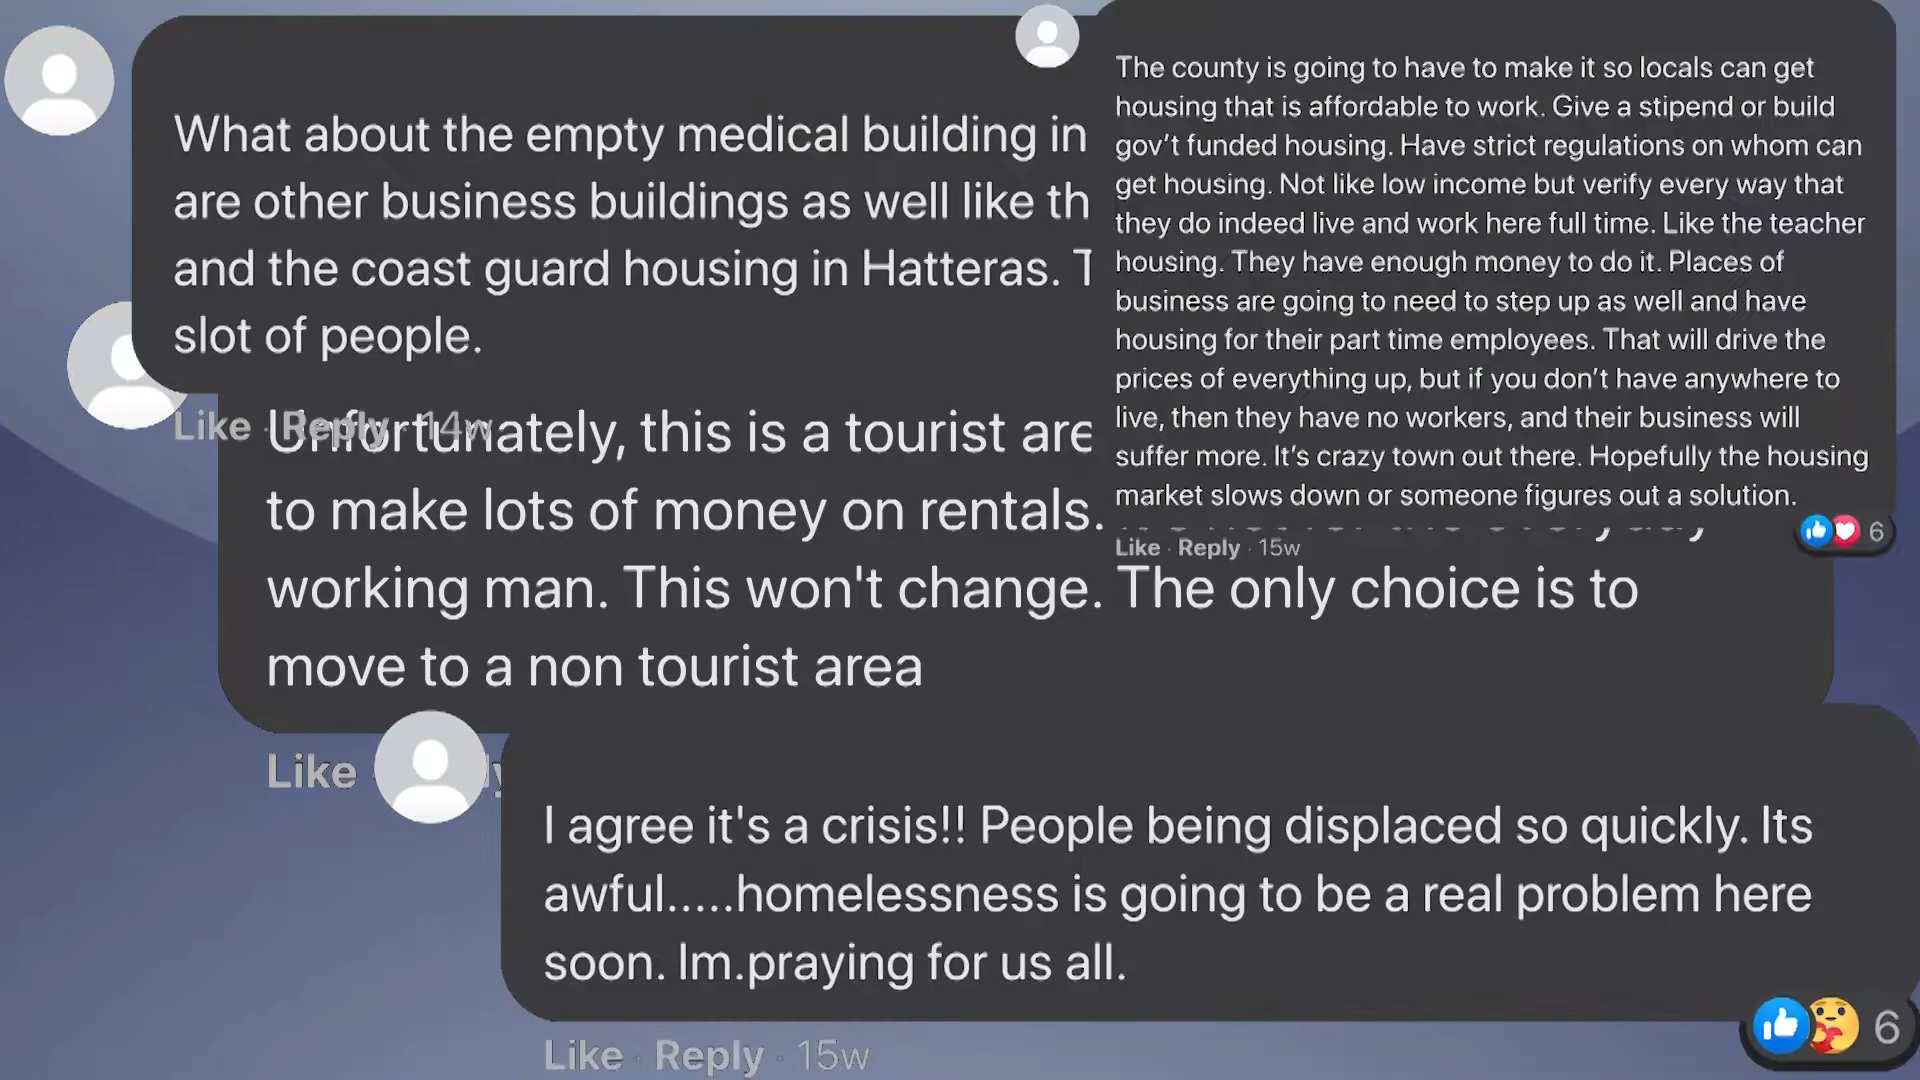 What about the empty medical building in
are other business buildings as well like th
and the coast guard housing in Hatteras. T
slot of people.
Like · Reply · 14w
The county is going to have to make it so locals can get
housing that is affordable to work. Give a stipend or build
gov’t funded housing. Have strict regulations on whom can
get housing. Not like low income but verify every way that
they do indeed live and work here full time. Like the teacher
housing. They have enough money to do it. Places of
business are going to need to step up as well and have
housing for their part time employees. That will drive the
prices of everything up, but if you don’t have anywhere to
live, then they have no workers, and their business will
suffer more. It’s crazy town out there. Hopefully the housing
market slows down or someone figures out a solution.
Like · Reply · 15w
6
Unfortunately, this is a tourist are
to make lots of money on rentals.
working man. This won't change. The only choice is to
move to a non tourist area
Like
I agree it's a crisis!! People being displaced so quickly. Its
awful.....homelessness is going to be a real problem here
soon. Im.praying for us all.
Like · Reply · 15w
6